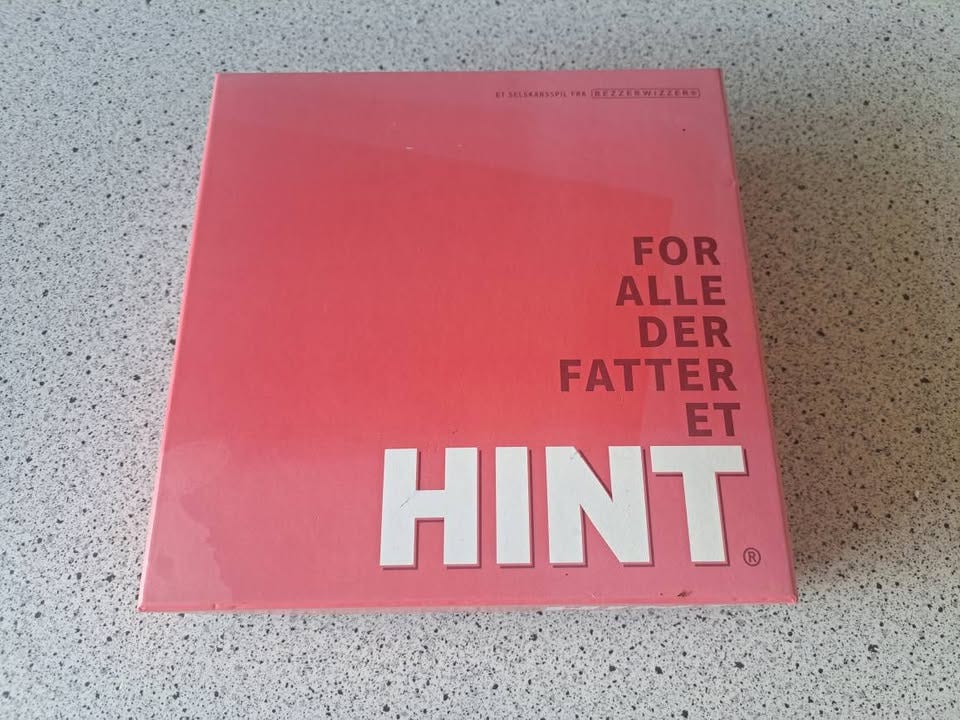 ET SELSKABSSPIL FRA BEZZERWIZZER®
FOR
ALLE
DER
FATTER
ET
HINT®